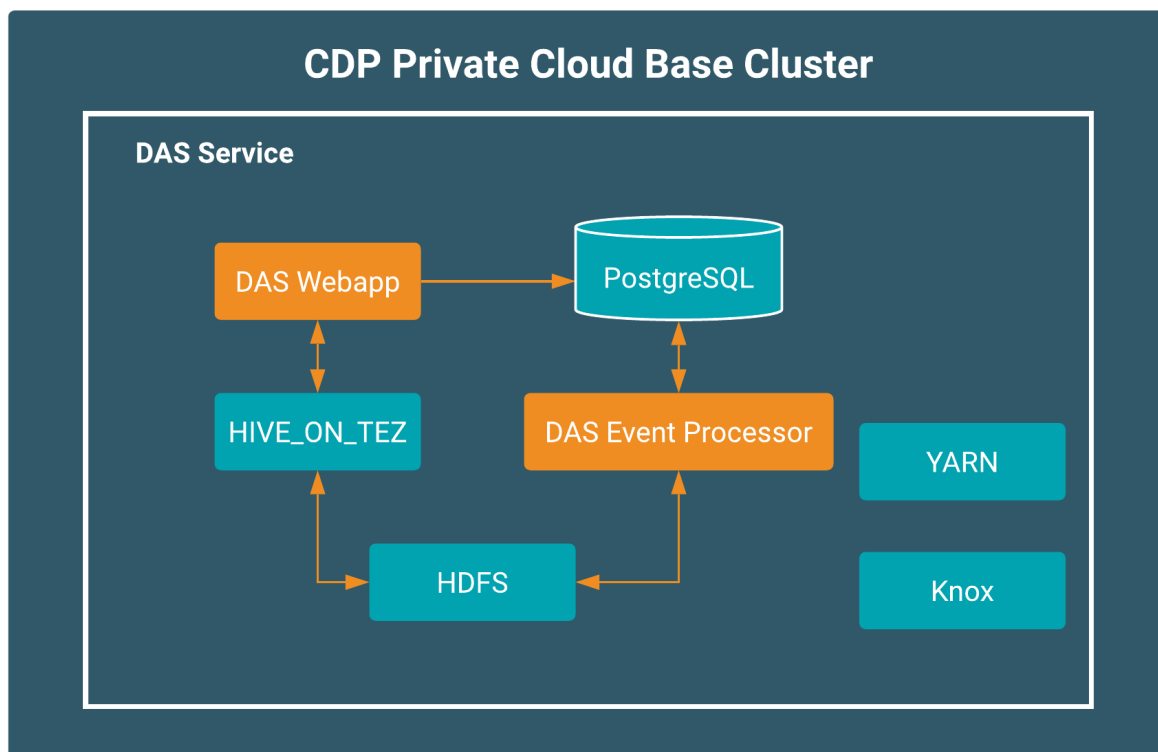 CDP Private Cloud Base Cluster
DAS Service
DAS Webapp
PostgreSQL
HIVE_ON_TEZ
DAS Event Processor
YARN
HDFS
Knox